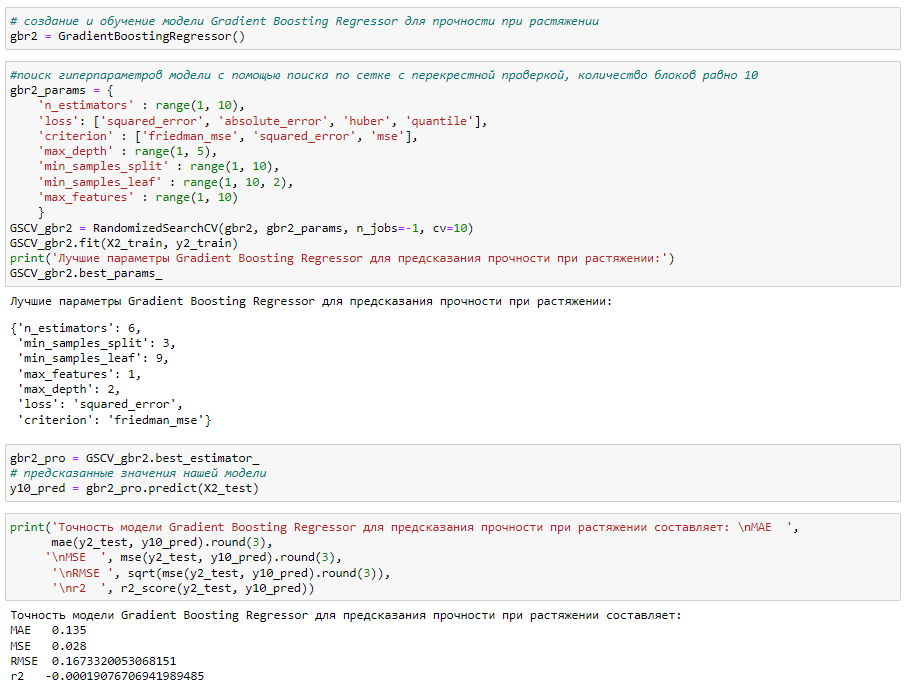 # создание и обучение модели Gradient Boosting Regressor для прочности при растяжении
gbr2 = GradientBoostingRegressor()
#поиск гиперпараметров модели с помощью поиска по сетке с перекрестной проверкой, количество блоков равно 10
gbr2_params = {
    'n_estimators' : range(1, 10),
    'loss': ['squared_error', 'absolute_error', 'huber', 'quantile'],
    'criterion' : ['friedman_mse', 'squared_error', 'mse'],
    'max_depth' : range(1, 5),
    'min_samples_split' : range(1, 10),
    'min_samples_leaf' : range(1, 10, 2),
    'max_features' : range(1, 10)
    }
GSCV_gbr2 = RandomizedSearchCV(gbr2, gbr2_params, n_jobs=-1, cv=10)
GSCV_gbr2.fit(X2_train, y2_train)
print('Лучшие параметры Gradient Boosting Regressor для предсказания прочности при растяжении:')
GSCV_gbr2.best_params_
Лучшие параметры Gradient Boosting Regressor для предсказания прочности при растяжении:
{'n_estimators': 6,
 'min_samples_split': 3,
 'min_samples_leaf': 9,
 'max_features': 1,
 'max_depth': 2,
 'loss': 'squared_error',
 'criterion': 'friedman_mse'}
gbr2_pro = GSCV_gbr2.best_estimator_
# предсказанные значения нашей модели
y10_pred = gbr2_pro.predict(X2_test)
print('Точность модели Gradient Boosting Regressor для предсказания прочности при растяжении составляет: \nMAE  ',
      mae(y2_test, y10_pred).round(3),
     '\nMSE  ', mse(y2_test, y10_pred).round(3),
      '\nRMSE ', sqrt(mse(y2_test, y10_pred).round(3)),
      '\nr2  ', r2_score(y2_test, y10_pred))
Точность модели Gradient Boosting Regressor для предсказания прочности при растяжении составляет:
MAE   0.135
MSE   0.028
RMSE  0.1673320053068151
r2   -0.00019076706941989485